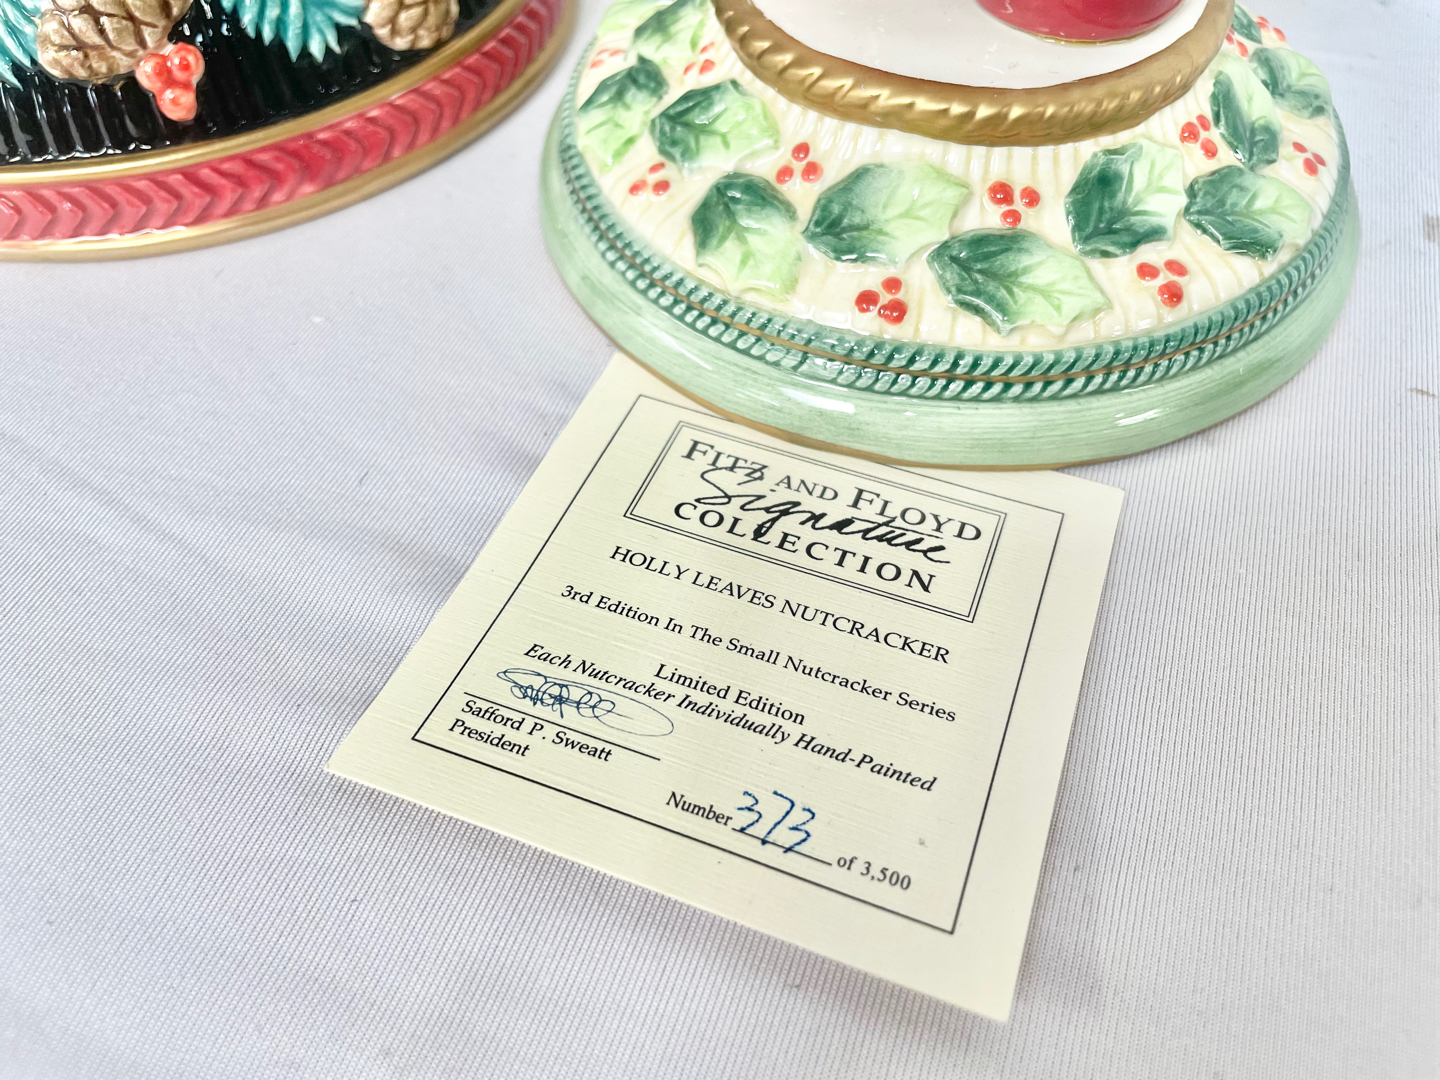 FITZ AND FLOYD
Signature
COLLECTION
HOLLY LEAVES NUTCRACKER
3rd Edition In The Small Nutcracker Series
Limited Edition
Each Nutcracker Individually Hand-Painted
Safford P. Sweatt
President
Number 373 of 3,500